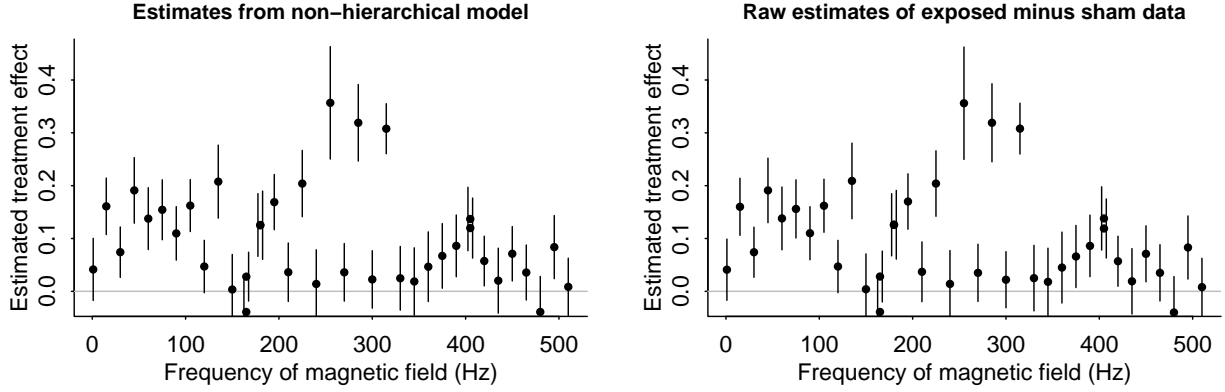 Estimates from non−hierarchical model
Estimated treatment effect
0.0 0.1 0.2 0.3 0.4
0 100 200 300 400 500
Frequency of magnetic field (Hz)
Raw estimates of exposed minus sham data
Estimated treatment effect
0.0 0.1 0.2 0.3 0.4
0 100 200 300 400 500
Frequency of magnetic field (Hz)